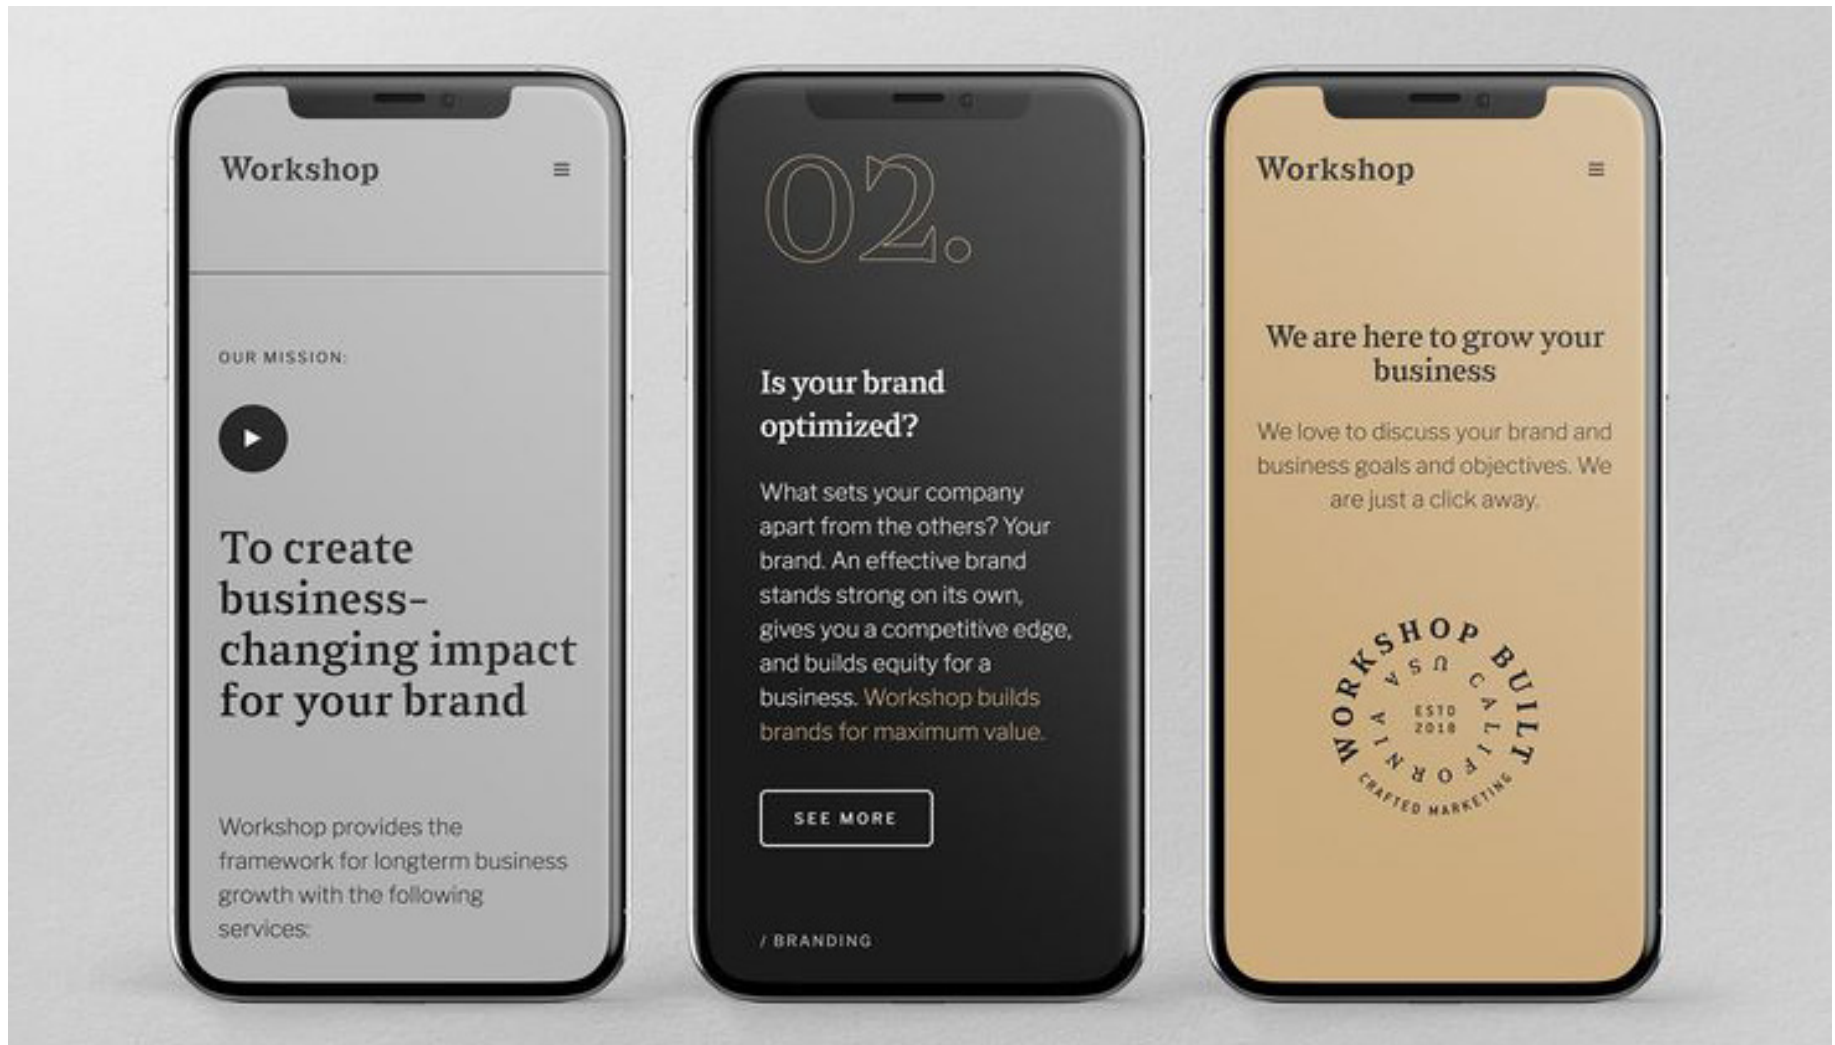 Workshop
OUR MISSION:
To create
business-
changing impact
for your brand
Workshop provides the
framework for longterm business
growth with the following
services:
02.
Is your brand
optimized?
What sets your company
apart from the others? Your
brand. An effective brand
stands strong on its own,
gives you a competitive edge,
and builds equity for a
business. Workshop builds
brands for maximum value.
SEE MORE
/ BRANDING
Workshop
We are here to grow your
business
We love to discuss your brand and
business goals and objectives. We
are just a click away.
WORKSHOP BUILT
CRAFTED MARKETING
CALIFORNIA USA
ESTD
2018